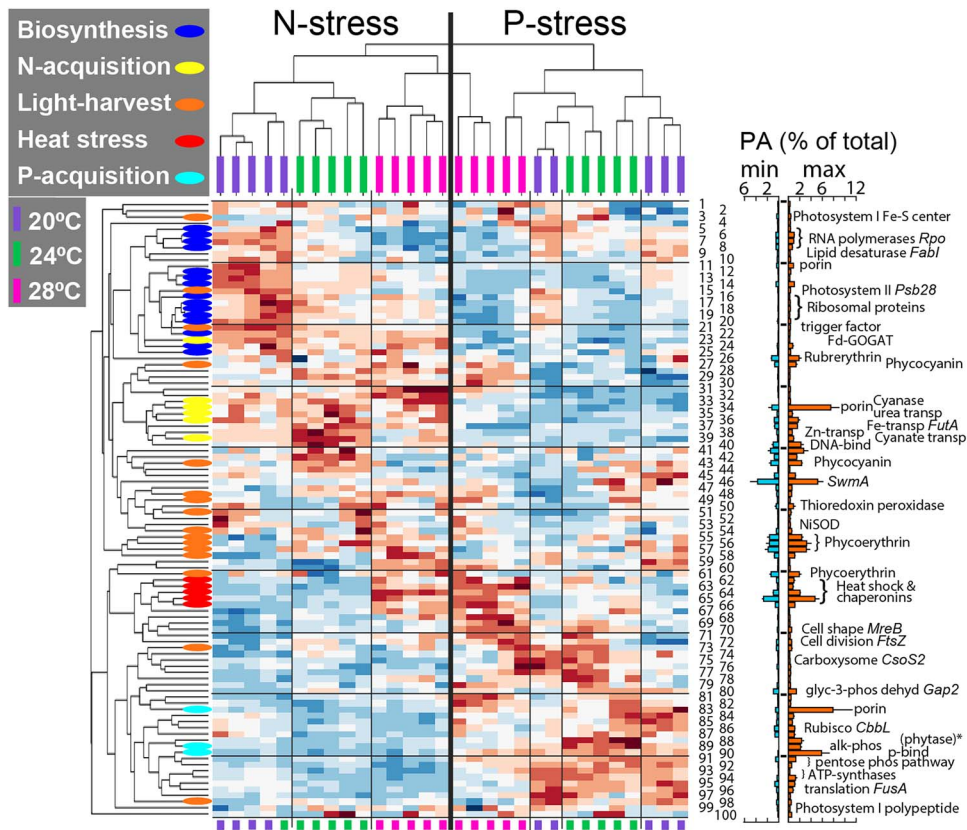 N-stress
P-stress
Biosynthesis
N-acquisition
Light-harvest
Heat stress
P-acquisition
20ºC
24ºC
28ºC
PA (% of total)
min max
6 2 2 6 12
1
2
3
4
5
6
7
8
9
10
11
12
13
14
15
16
17
18
19
20
21
22
23
24
25
26
27
28
29
30
31
32
33
34
35
36
37
38
39
40
41
42
43
44
45
46
47
48
49
50
51
52
53
54
55
56
57
58
59
60
61
62
63
64
65
66
67
68
69
70
71
72
73
74
75
76
77
78
79
80
81
82
83
84
85
86
87
88
89
90
91
92
93
94
95
96
97
98
99
100
Photosystem I Fe-S center
RNA polymerases Rpo
Lipid desaturase FabI
porin
Photosystem II Psb28
Ribosomal proteins
trigger factor
Fd-GOGAT
Rubrerythrin
Phycocyanin
Cyanase
porin
urea transp
Fe-transp FutA
Zn-transp
Cyanate transp
DNA-bind
Phycocyanin
SwmA
Thioredoxin peroxidase
NiSOD
Phycoerythrin
Phycoerythrin
Heat shock &
chaperonins
Cell shape MreB
Cell division FtsZ
Carboxysome CsoS2
glyc-3-phos dehyd Gap2
porin
Rubisco CbbL
(phytase)*
alk-phos
p-bind
pentose phos pathway
ATP-synthases
translation FusA
Photosystem I polypeptide
6 2 2 6 12